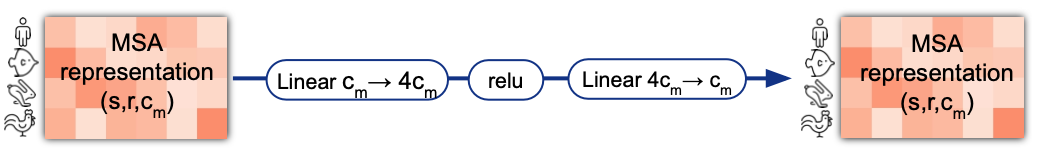 MSA
representation
(s,r,cₘ)
Linear cₘ→ 4cₘ
relu
Linear 4cₘ→ cₘ
MSA
representation
(s,r,cₘ)